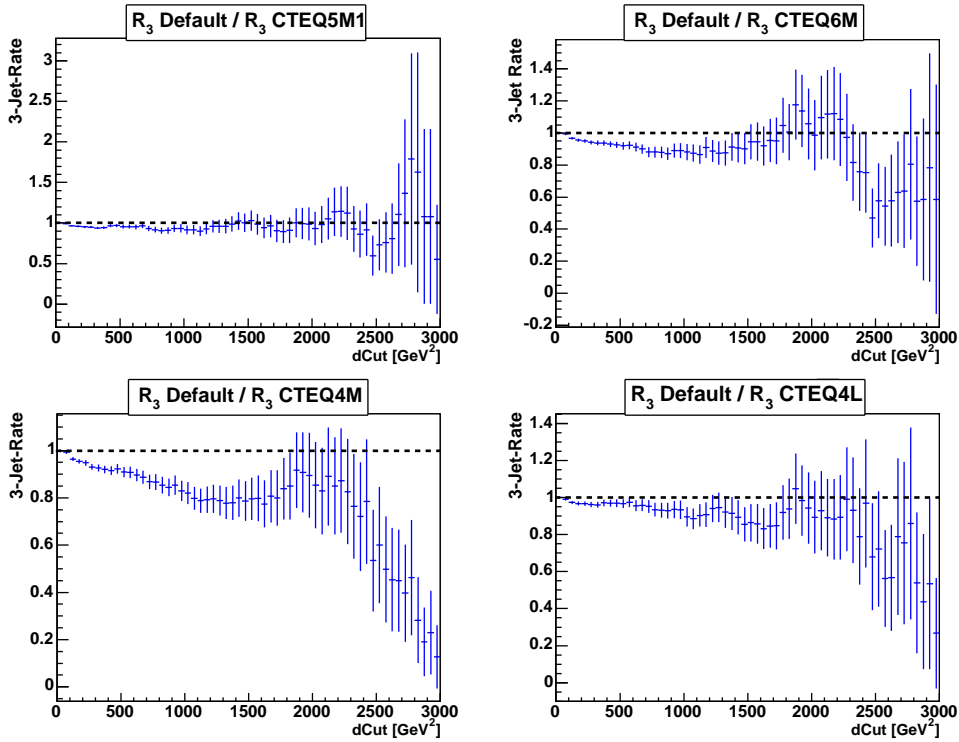 R3 Default / R3 CTEQ5M1
3-Jet-Rate
3
2.5
2
1.5
1
0.5
0
0 500 1000 1500 2000 2500 3000
dCut [GeV2]
R3 Default / R3 CTEQ6M
3-Jet Rate
1.4
1.2
1
0.8
0.6
0.4
0.2
0
-0.2
0 500 1000 1500 2000 2500 3000
dCut [GeV2]
R3 Default / R3 CTEQ4M
3-Jet-Rate
1
0.8
0.6
0.4
0.2
0
0 500 1000 1500 2000 2500 3000
dCut [GeV2]
R3 Default / R3 CTEQ4L
3-Jet-Rate
1.4
1.2
1
0.8
0.6
0.4
0.2
0
0 500 1000 1500 2000 2500 3000
dCut [GeV2]